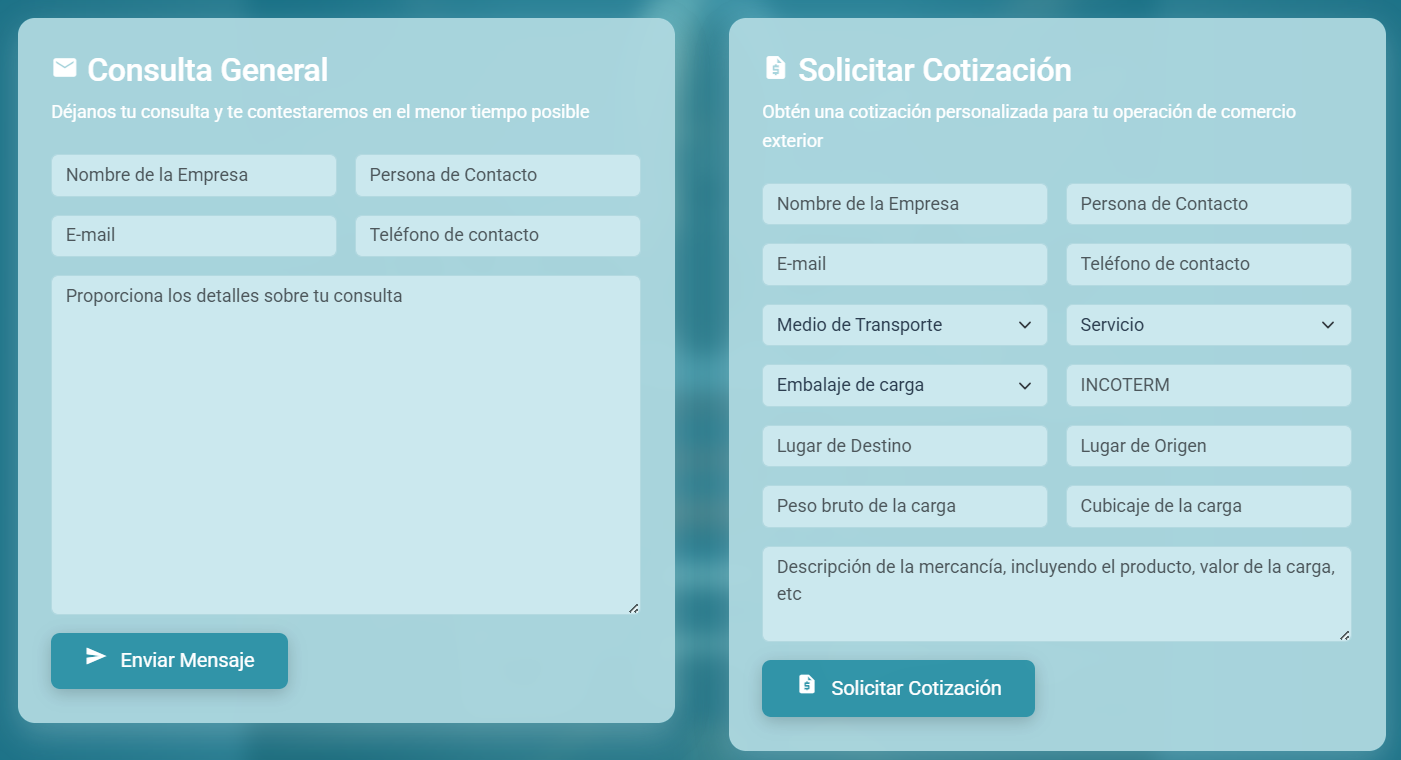 Consulta General
Déjanos tu consulta y te contestaremos en el menor tiempo posible
Nombre de la Empresa
Persona de Contacto
E-mail
Teléfono de contacto
Proporciona los detalles sobre tu consulta
Enviar Mensaje
Solicitar Cotización
Obtén una cotización personalizada para tu operación de comercio
exterior
Nombre de la Empresa
Persona de Contacto
E-mail
Teléfono de contacto
Medio de Transporte
Servicio
Embalaje de carga
INCOTERM
Lugar de Destino
Lugar de Origen
Peso bruto de la carga
Cubicaje de la carga
Descripción de la mercancía, incluyendo el producto, valor de la carga,
etc
Solicitar Cotización